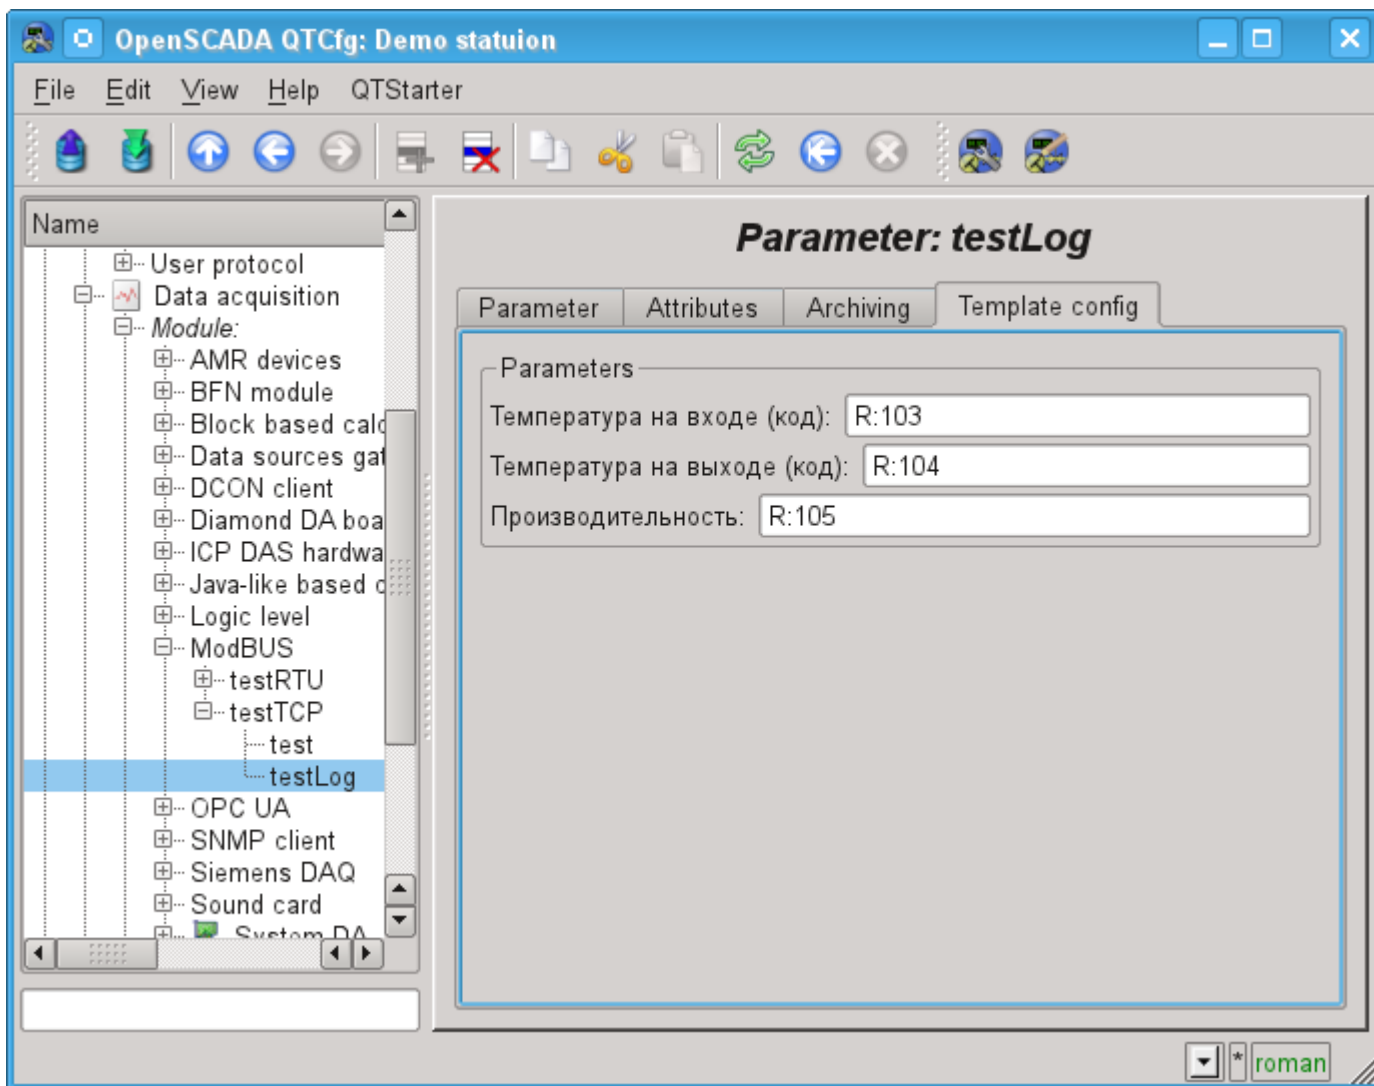 OpenSCADA QTCfg: Demo statuion
File Edit View Help QTStarter
Name
User protocol
Data acquisition
Module:
AMR devices
BFN module
Block based calc
Data sources gat
DCON client
Diamond DA boa
ICP DAS hardwa
Java-like based c
Logic level
ModBUS
testRTU
testTCP
test
testLog
OPC UA
SNMP client
Siemens DAQ
Sound card
System DA
Parameter: testLog
Parameter Attributes Archiving Template config
Parameters
Температура на входе (код): R:103
Температура на выходе (код): R:104
Производительность: R:105
* roman